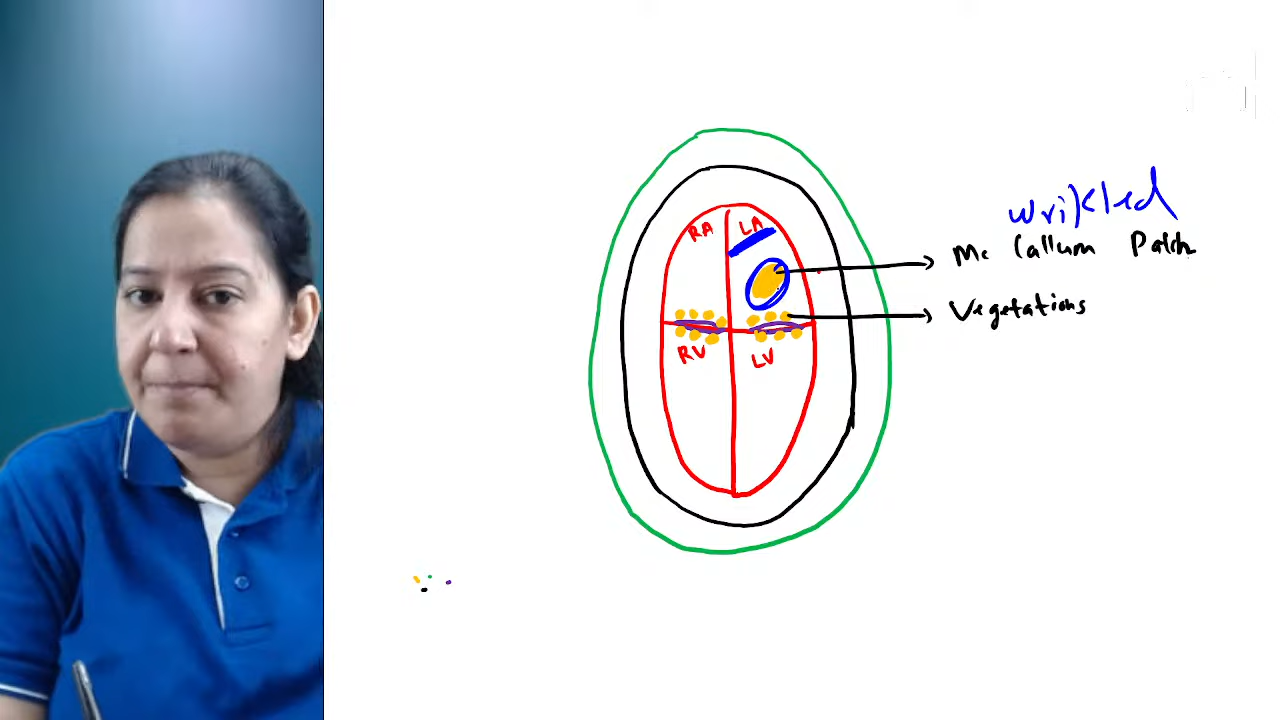 wrinkled
RA LA
Mc Callum Patch
Vegetations
RV LV